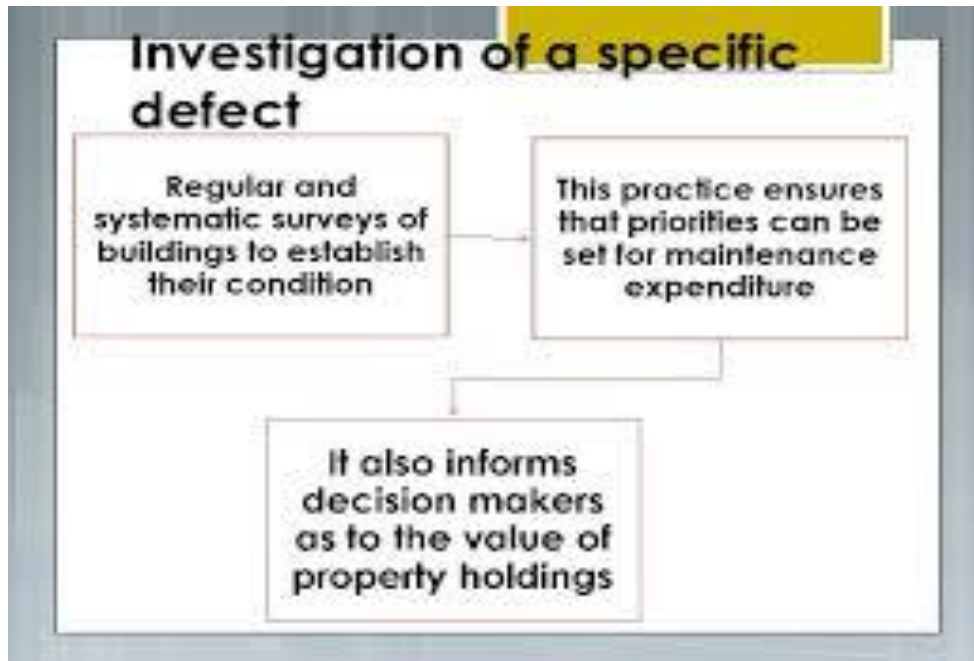 Investigation of a specific
defect
Regular and
systematic surveys of
buildings to establish
their condition
This practice ensures
that priorities can be
set for maintenance
expenditure
It also informs
decision makers
as to the value of
property holdings